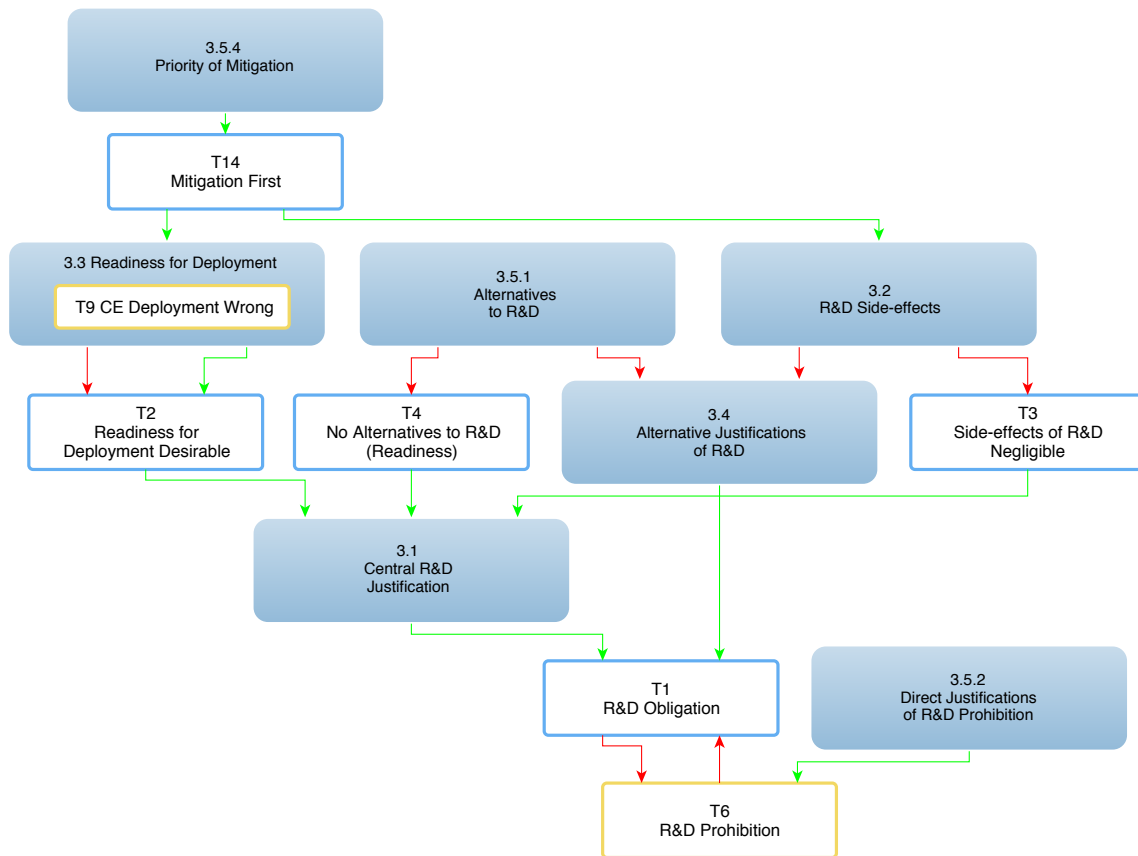 3.5.4
Priority of Mitigation
T14
Mitigation First
3.3 Readiness for Deployment
T9 CE Deployment Wrong
3.5.1
Alternatives
to R&D
3.2
R&D Side-effects
T2
Readiness for
Deployment Desirable
T4
No Alternatives to R&D
(Readiness)
3.4
Alternative Justifications
of R&D
T3
Side-effects of R&D
Negligible
3.1
Central R&D
Justification
T1
R&D Obligation
3.5.2
Direct Justifications
of R&D Prohibition
T6
R&D Prohibition